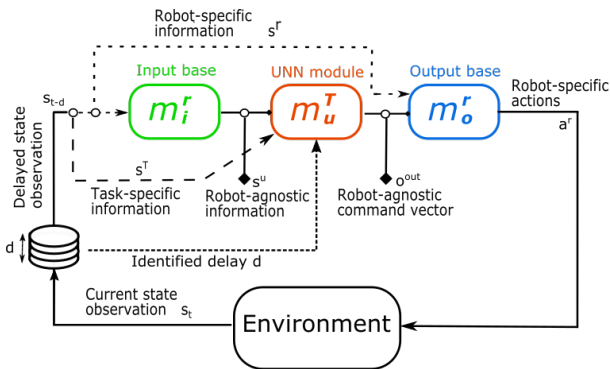 Robot-specific
information s^r
Input base
UNN module
Output base
Robot-specific
actions
a^r
s_{t-d}
m_i^r
m_u^T
m_o^r
Delayed state
observation
s^T
Task-specific
information
s^u
Robot-agnostic
information
o^{out}
Robot-agnostic
command vector
d
Identified delay d
Current state
observation s_t
Environment